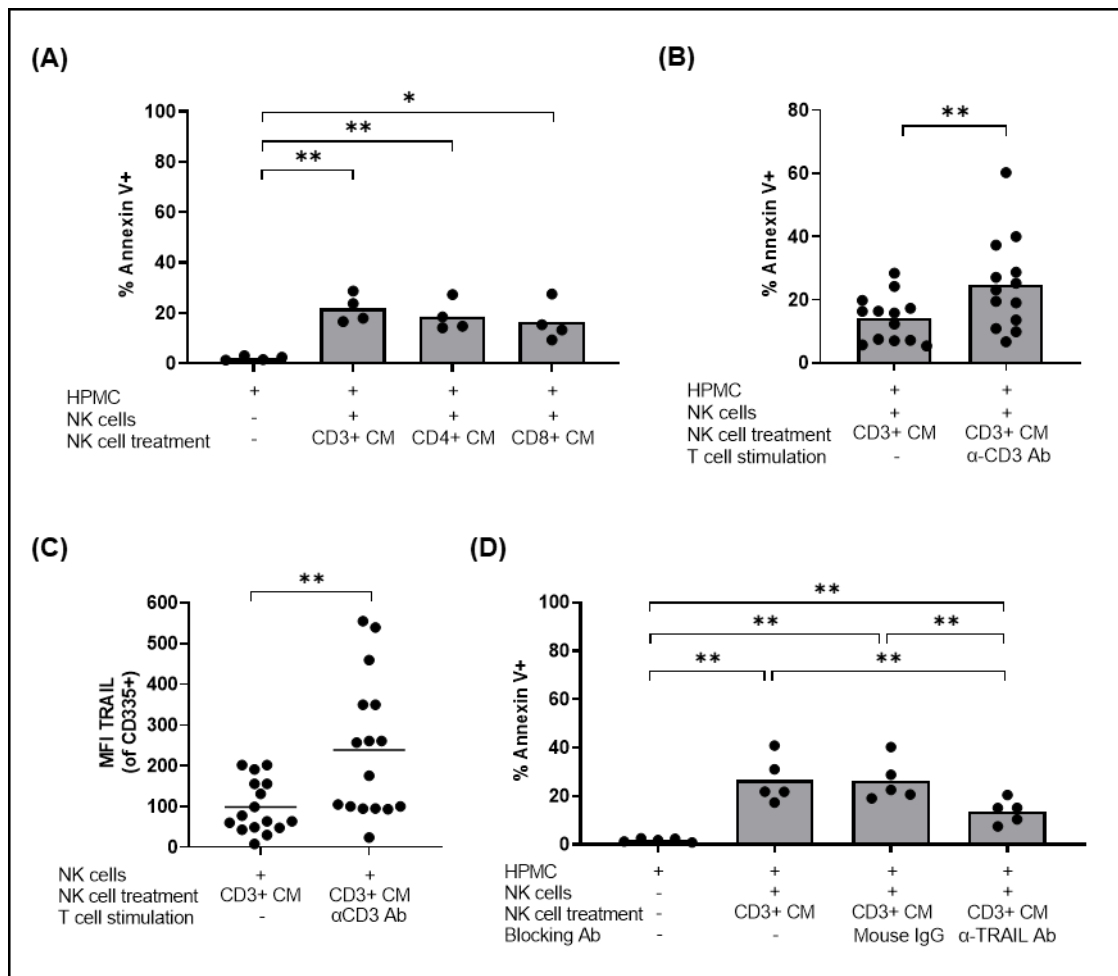 (A)
*
**
**
% Annexin V+
100
80
60
40
20
0
HPMC + + + +
NK cells - + + +
NK cell treatment - CD3+ CM CD4+ CM CD8+ CM
(B)
**
% Annexin V+
80
60
40
20
0
HPMC + +
NK cells + +
NK cell treatment CD3+ CM CD3+ CM
T cell stimulation - α-CD3 Ab
(C)
**
MFI TRAIL
(of CD335+)
600
500
400
300
200
100
0
NK cells + +
NK cell treatment CD3+ CM CD3+ CM
T cell stimulation - αCD3 Ab
(D)
**
** **
** **
% Annexin V+
100
80
60
40
20
0
HPMC + + + +
NK cells - + + +
NK cell treatment - CD3+ CM CD3+ CM CD3+ CM
Blocking Ab - - Mouse IgG α-TRAIL Ab